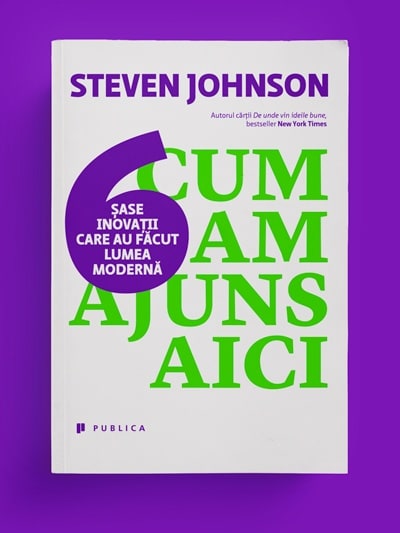 STEVEN JOHNSON
Autorul cărții De unde vin ideile bune,
bestseller New York Times
6
ȘASE
INOVAȚII
CARE AU FĂCUT
LUMEA
MODERNĂ
CUM
AM
AJUNS
AICI
PUBLICA